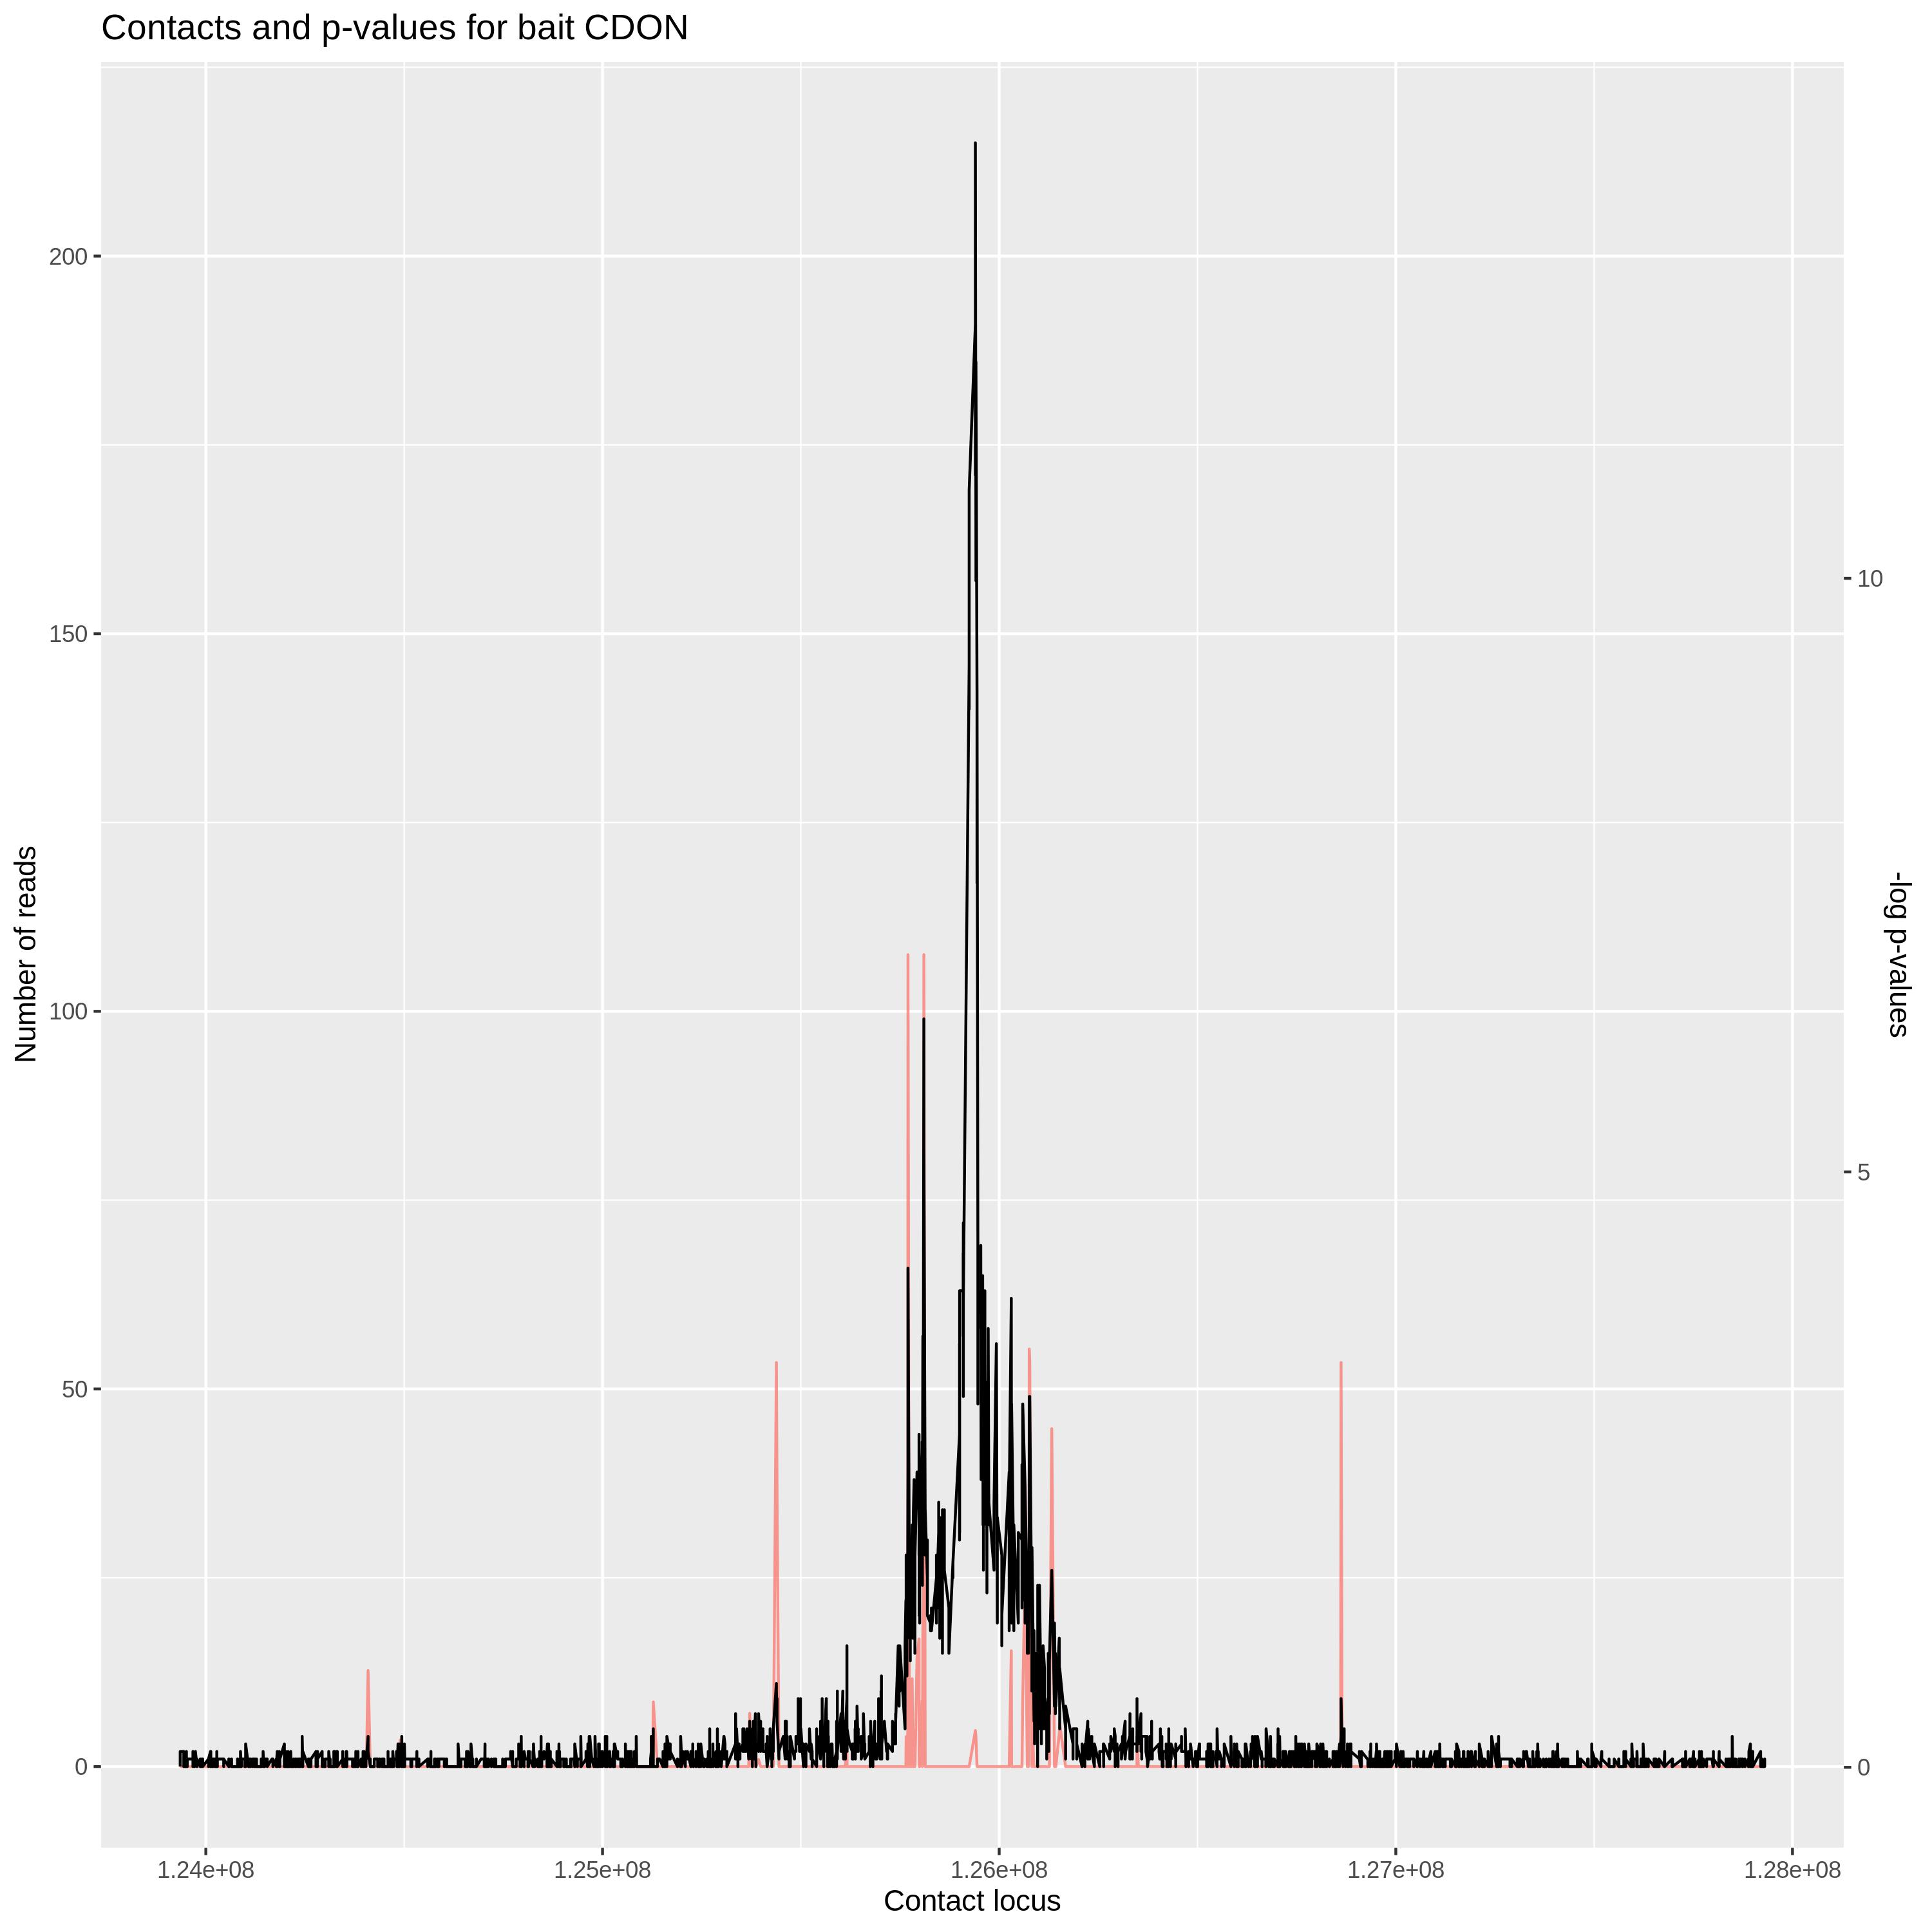 Contacts and p-values for bait CDON
Number of reads
200
150
100
50
0
10
5
0
-log p-values
1.24e+08
1.25e+08
1.26e+08
1.27e+08
1.28e+08
Contact locus